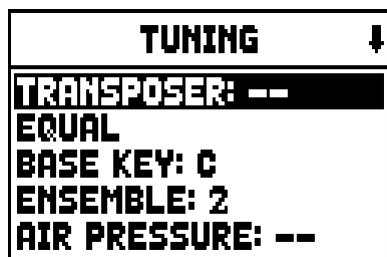 TUNING
TRANSPOSER: --
EQUAL
BASE KEY: C
ENSEMBLE: 2
AIR PRESSURE: --